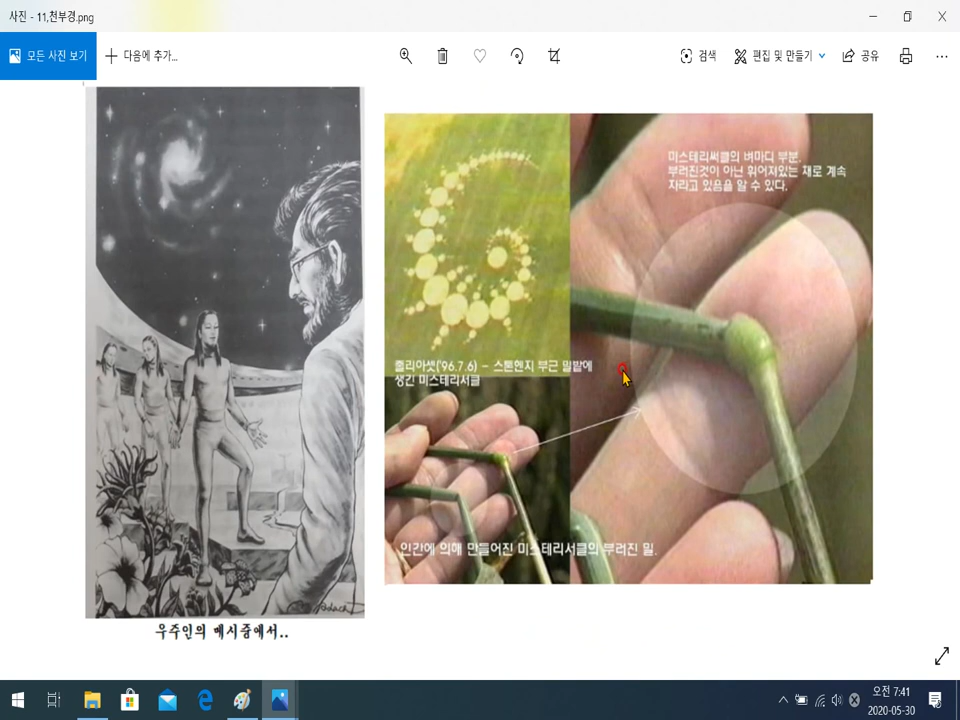 사진 - 11,천부경.png
모든 사진 보기
다음에 추가...
검색
편집 및 만들기
공유
미스테리써클의 벼마디 부분.
부러진것이 아닌 휘어져있는 채로 계속
자라고 있음을 알 수 있다.
쥴리아셋('96.7.6) - 스톤헨지 부근 밀밭에
생긴 미스테리서클
인간에 의해 만들어진 미스테리서클의 부러진 밀.
우주인의 메시즘에서..
오전 7:41
2020-05-30